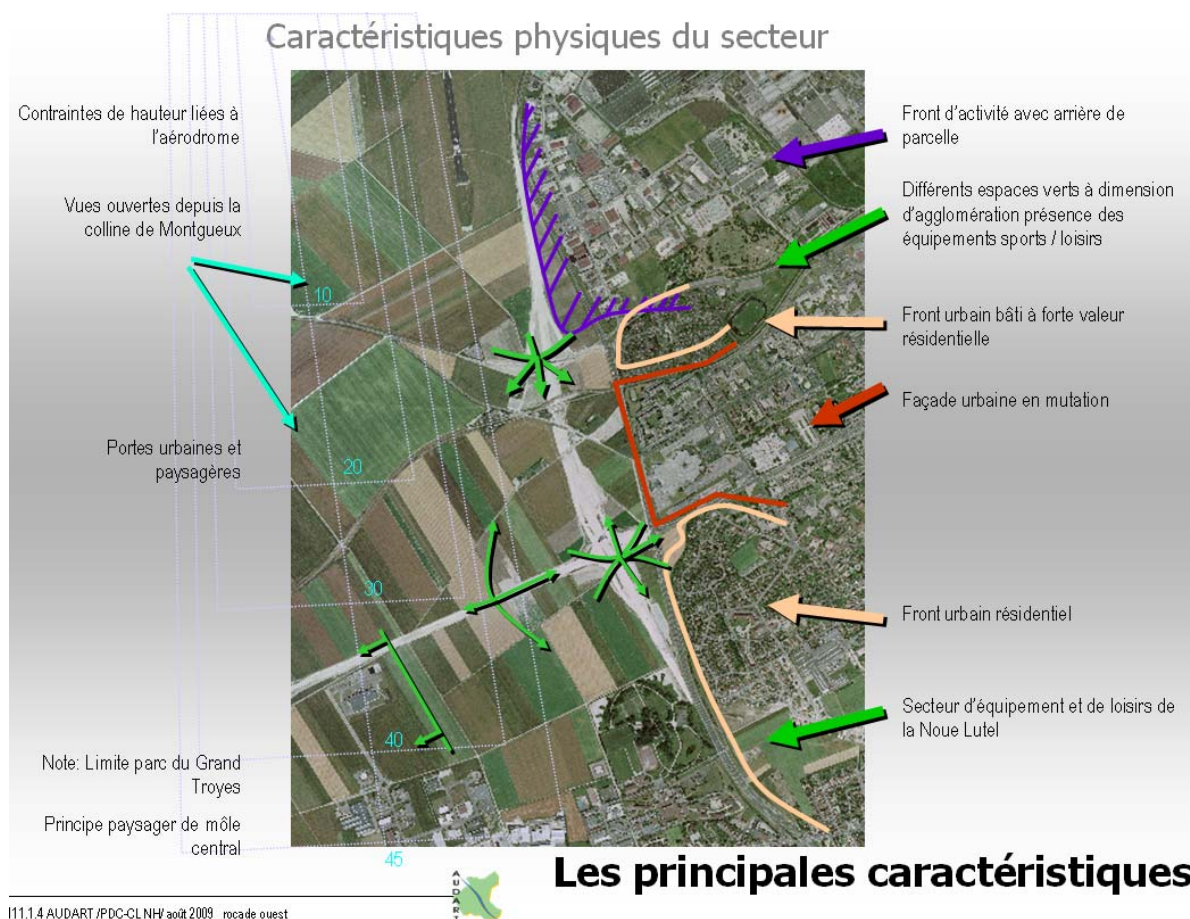 Caractéristiques physiques du secteur
Contraintes de hauteur liées à
l'aérodrome
Vues ouvertes depuis la
colline de Montgueux
Portes urbaines et
paysagères
Note: Limite parc du Grand
Troyes
Principe paysager de môle
central
10
20
30
40
45
Front d'activité avec arrière de
parcelle
Différents espaces verts à dimension
d'agglomération présence des
équipements sports / loisirs
Front urbain bâti à forte valeur
résidentielle
Façade urbaine en mutation
Front urbain résidentiel
Secteur d'équipement et de loisirs de
la Noue Lutel
Les principales caractéristiques
AUDART
111.1.4 AUDART /PDC-CL NH/ août 2009 rocade ouest